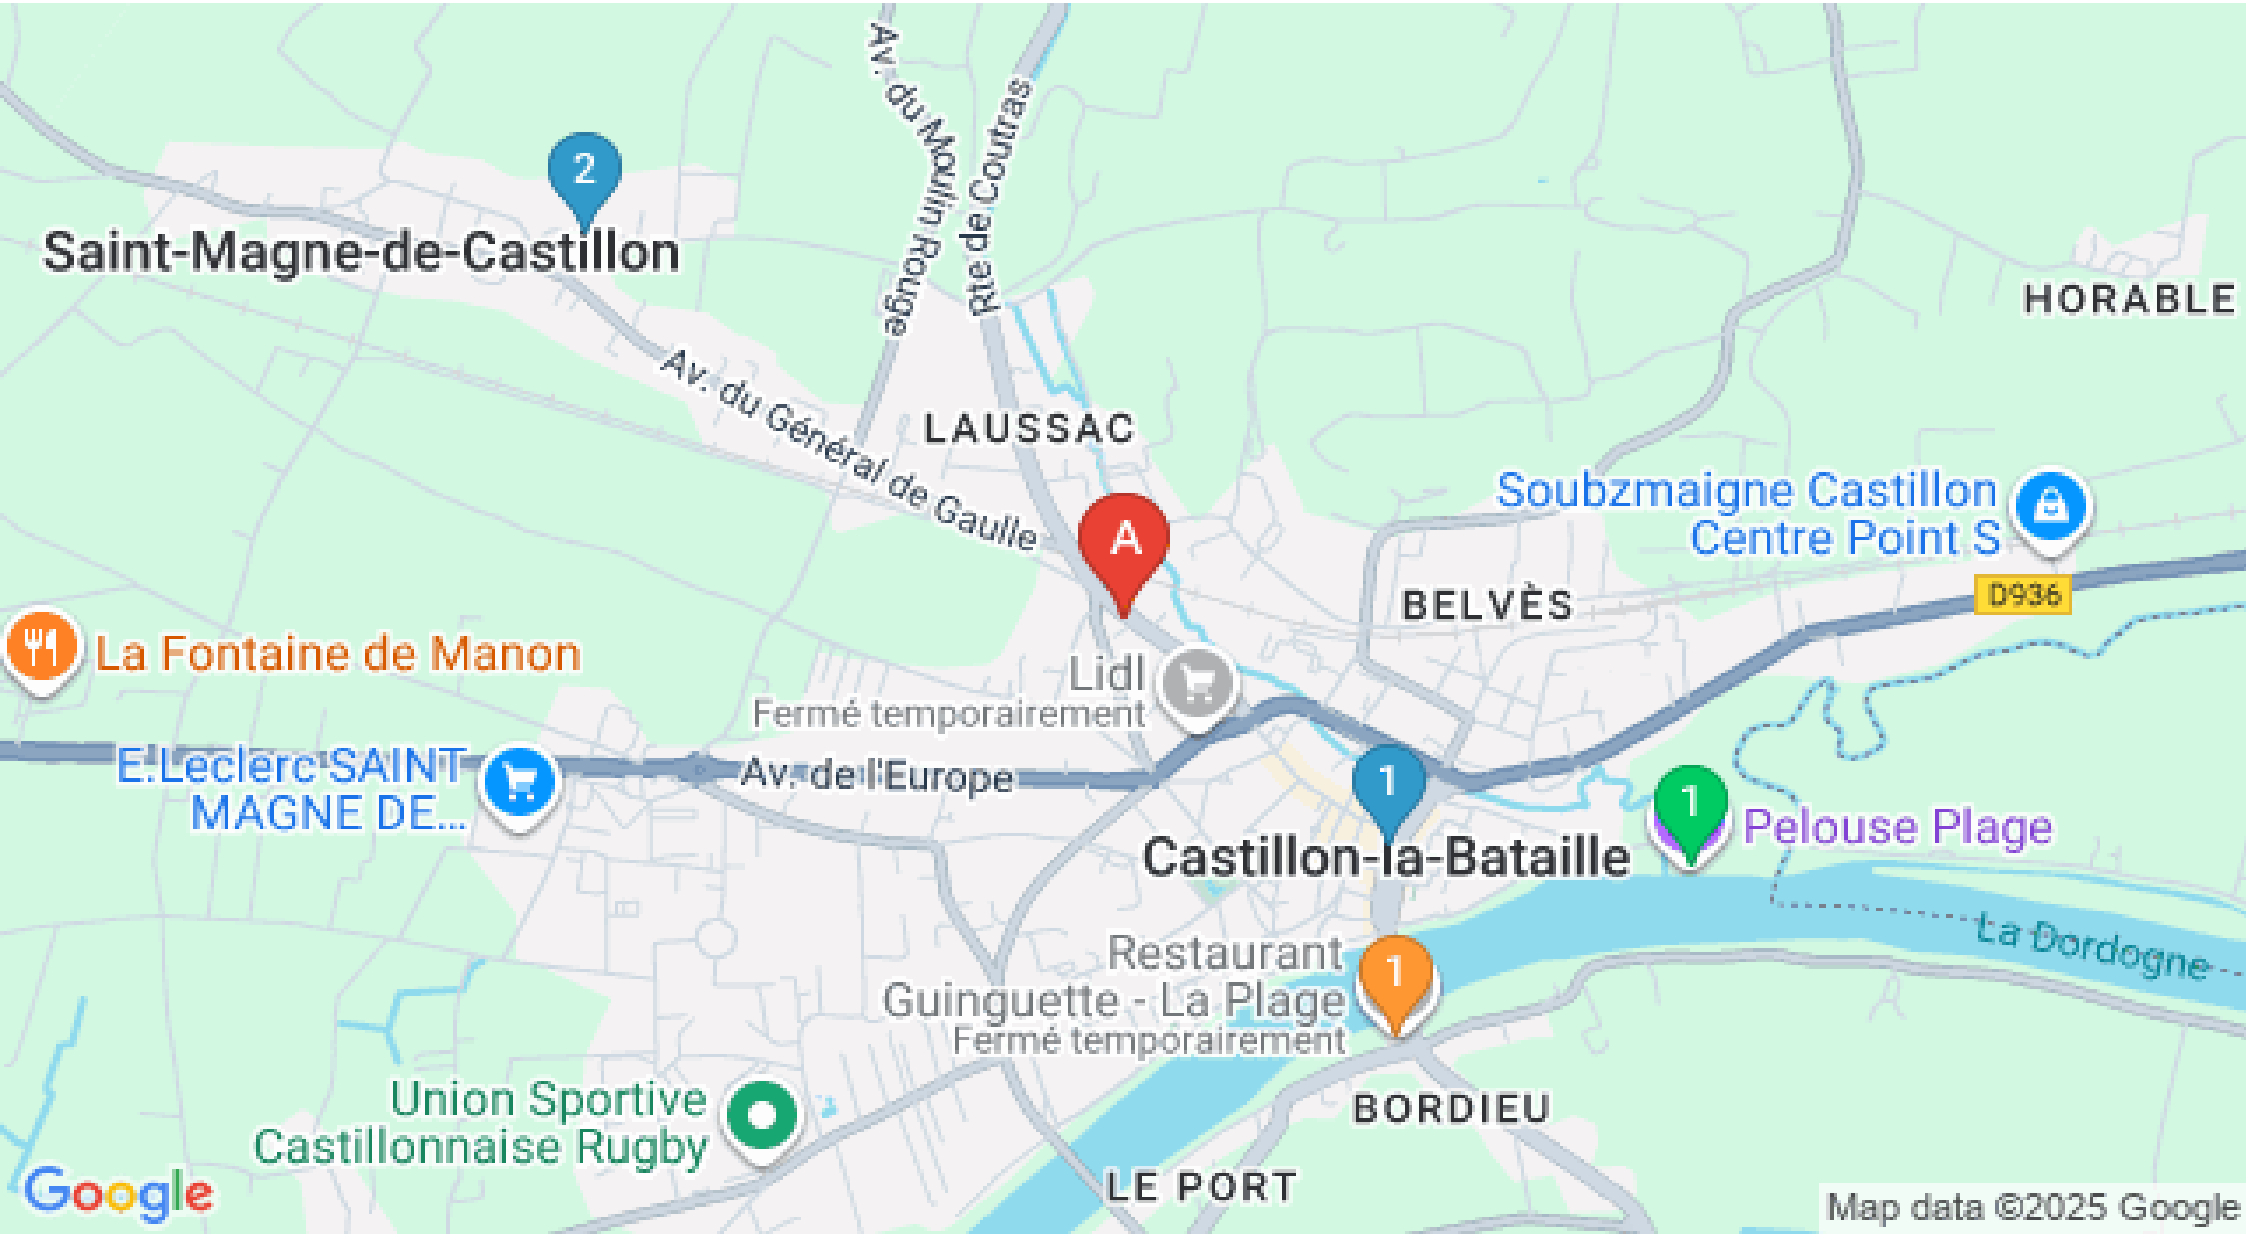 Av. du Moulin Rouge
Rte de Coutras
2
Saint-Magne-de-Castillon
HORABLE
Av. du Général de Gaulle
LAUSSAC
A
Soubzmaigne Castillon
Centre Point S
D936
BELVÈS
La Fontaine de Manon
Lidl
Fermé temporairement
E.Leclerc SAINT
MAGNE DE...
Av. de l'Europe
1
Castillon-la-Bataille
1
Pelouse Plage
La Dordogne
Restaurant
Guinguette - La Plage
Fermé temporairement
1
BORDIEU
Union Sportive
Castillonnaise Rugby
LE PORT
Google
Map data ©2025 Google